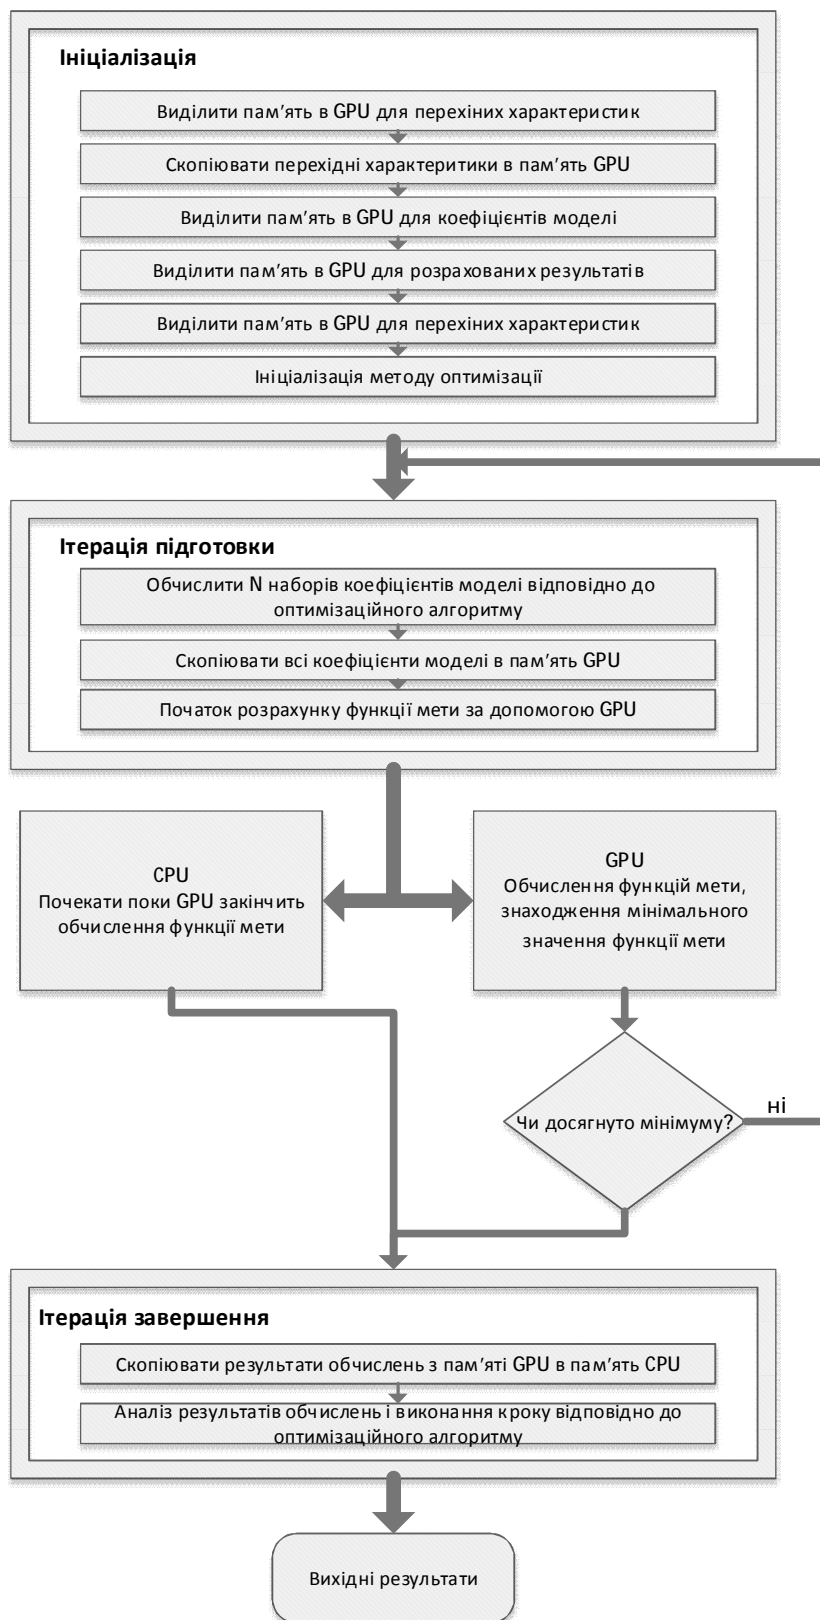 Ініціалізація
Виділити пам'ять в GPU для перехіних характеристик
Скопіювати перехідні характеритики в пам'ять GPU
Виділити пам'ять в GPU для коефіцієнтів моделі
Виділити пам'ять в GPU для розрахованих результатів
Виділити пам'ять в GPU для перехіних характеристик
Ініціалізація методу оптимізації
Ітерація підготовки
Обчислити N наборів коефіцієнтів моделі відповідно до
оптимізаційного алгоритму
Скопіювати всі коефіцієнти моделі в пам'ять GPU
Початок розрахунку функції мети за допомогою GPU
CPU
Почекати поки GPU закінчить
обчислення функції мети
GPU
Обчислення функцій мети,
знаходження мінімального
значення функції мети
Чи досягнуто мінімуму?
ні
Ітерація завершення
Скопіювати результати обчислень з пам'яті GPU в пам'ять CPU
Аналіз результатів обчислень і виконання кроку відповідно до
оптимізаційного алгоритму
Вихідні результати